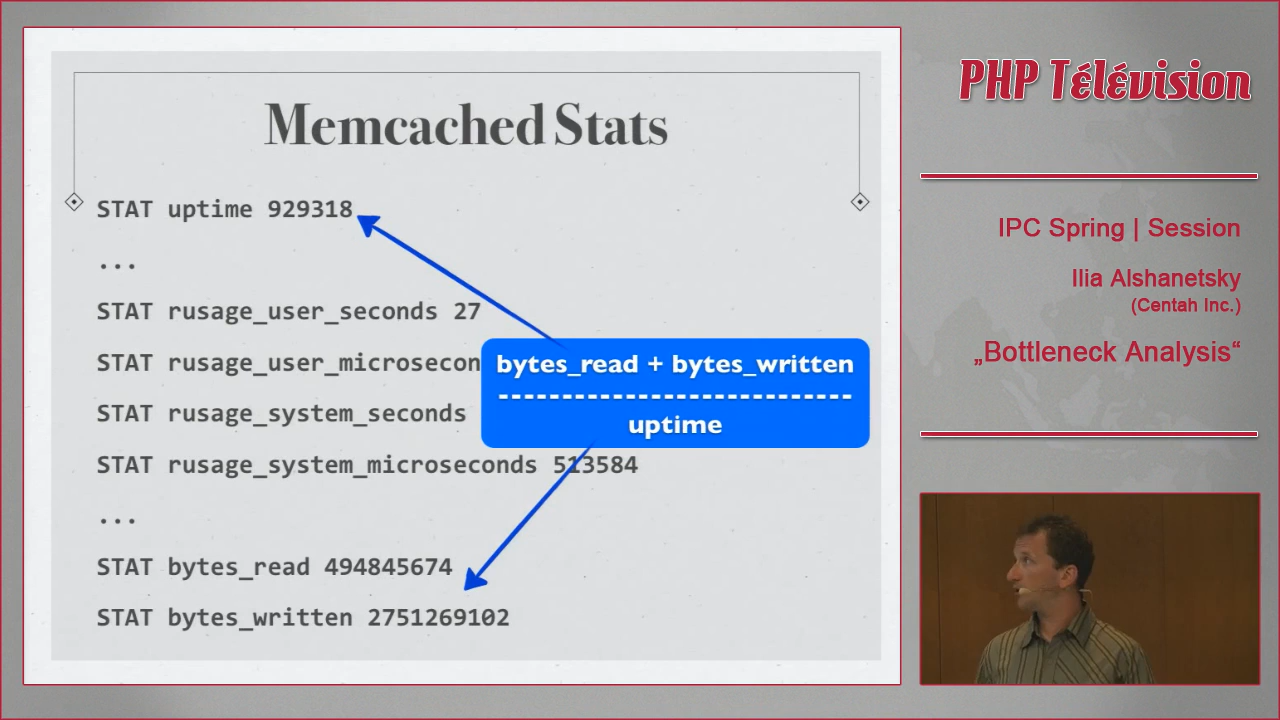 Memcached Stats
STAT uptime 929318
...
STAT rusage_user_seconds 27
STAT rusage_user_microsecon
STAT rusage_system_seconds
STAT rusage_system_microseconds 513584
...
STAT bytes_read 494845674
STAT bytes_written 2751269102
bytes_read + bytes_written
----------------------------
uptime
PHP Télévision
IPC Spring | Session
Ilia Alshanetsky
(Centah Inc.)
„Bottleneck Analysis“